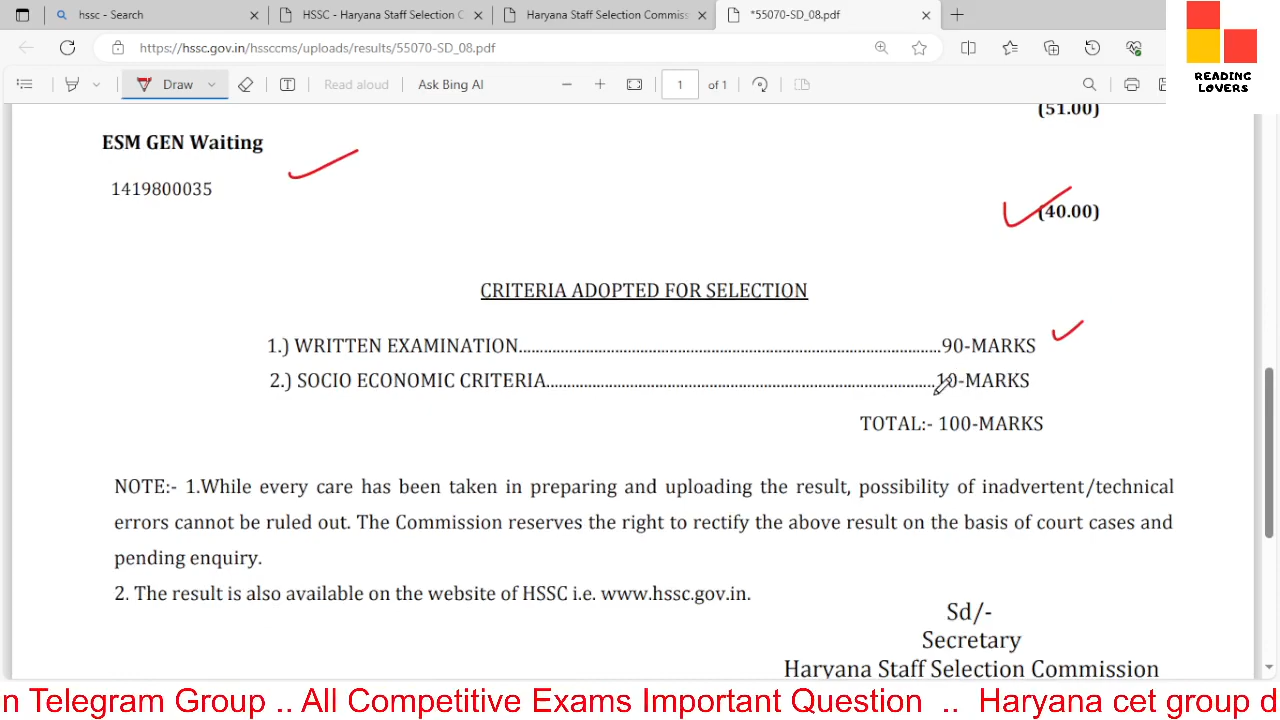 hssc - Search
HSSC - Haryana Staff Selection C
Haryana Staff Selection Commiss
*55070-SD_08.pdf
https://hssc.gov.in/hssccms/uploads/results/55070-SD_08.pdf
READING
LOVERS
Draw
Read aloud
Ask Bing AI
1
of 1
(51.00)
ESM GEN Waiting
1419800035
(40.00)
CRITERIA ADOPTED FOR SELECTION
1.) WRITTEN EXAMINATION................................................................................90-MARKS
2.) SOCIO ECONOMIC CRITERIA..........................................................................10-MARKS
TOTAL:- 100-MARKS
NOTE:- 1.While every care has been taken in preparing and uploading the result, possibility of inadvertent/technical
errors cannot be ruled out. The Commission reserves the right to rectify the above result on the basis of court cases and
pending enquiry.
2. The result is also available on the website of HSSC i.e. www.hssc.gov.in.
Sd/-
Secretary
Haryana Staff Selection Commission
n Telegram Group .. All Competitive Exams Important Question .. Haryana cet group d